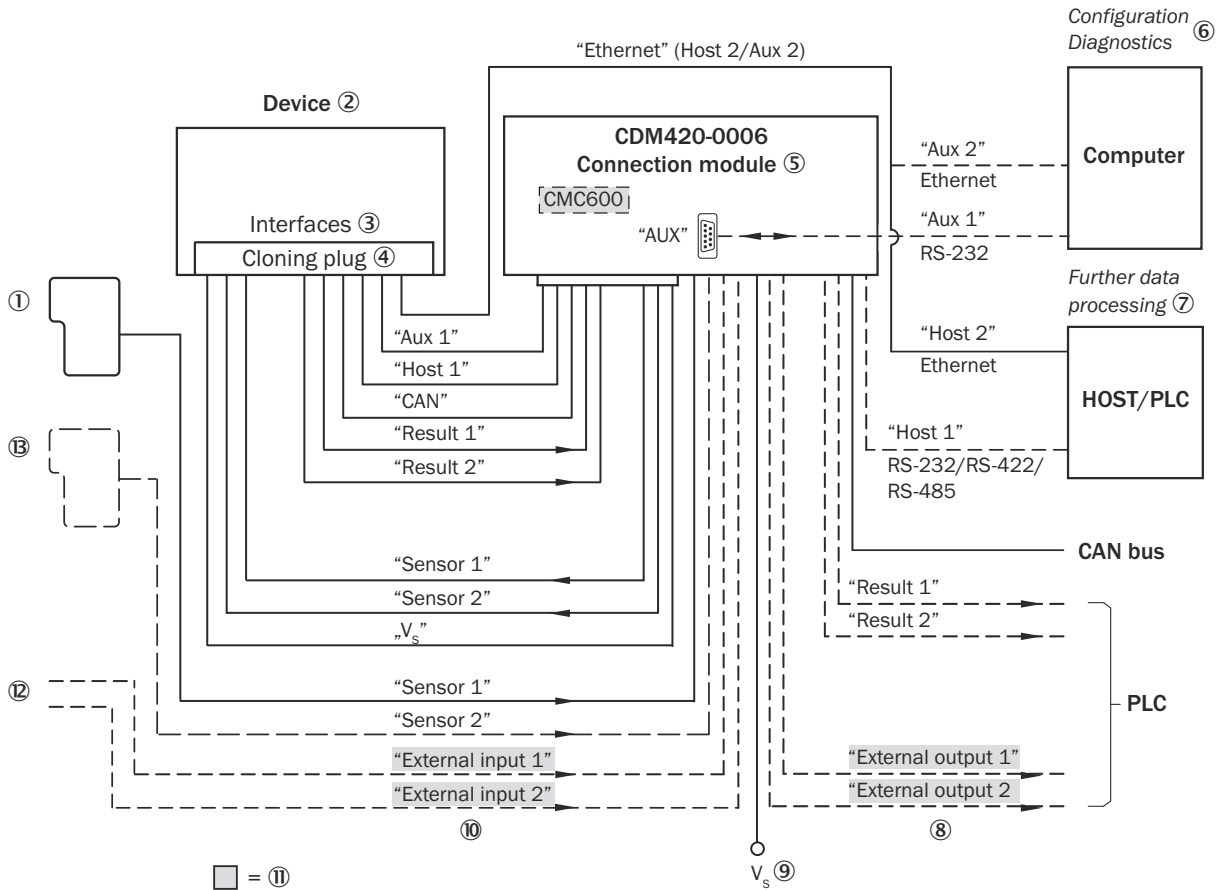 Configuration
Diagnostics ⑥
“Ethernet” (Host 2/Aux 2)
Device ②
CDM420-0006
Connection module ⑤
CMC600
“AUX”
“Aux 2”
Ethernet
Computer
“Aux 1”
RS-232
Interfaces ③
Cloning plug ④
①
Further data
processing ⑦
“Aux 1”
“Host 1”
“CAN”
“Result 1”
“Result 2”
“Host 2”
Ethernet
HOST/PLC
“Host 1”
RS-232/RS-422/
RS-485
⑬
CAN bus
“Sensor 1”
“Sensor 2”
„Vs”
“Result 1”
“Result 2”
PLC
⑫
“Sensor 1”
“Sensor 2”
“External input 1”
“External input 2”
“External output 1”
“External output 2
⑩
⑧
= ⑪
Vs ⑨